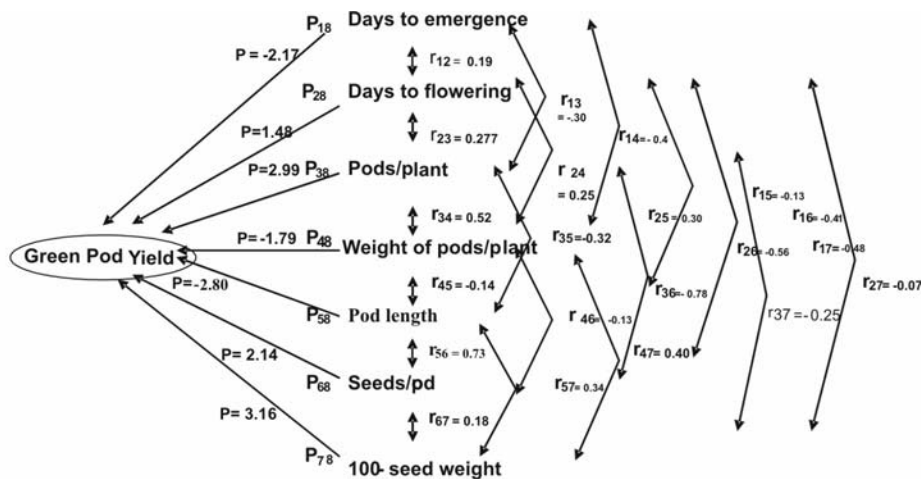 P18 Days to emergence
P = -2.17
r12 = 0.19
P28 Days to flowering
r13 = -.30
P=1.48
r23 = 0.277
r14= -0.4
P=2.99 P38 Pods/plant
r 24 = 0.25
r15= -0.13
r34 = 0.52
r25= 0.30
r16= -0.41
P = -1.79 P48 Weight of pods/plant
r35= -0.32
r26= -0.56
r17= -0.48
Green Pod Yield
P= -2.80
r45 = -0.14
r36= - 0.78
r27= -0.07
P58 Pod length
r 46= -0.13
r37 = - 0.25
P = 2.14
r56 = 0.73
r47= 0.40
P68 Seeds/pd
r57= 0.34
P= 3.16
r67 = 0.18
P78
100- seed weight